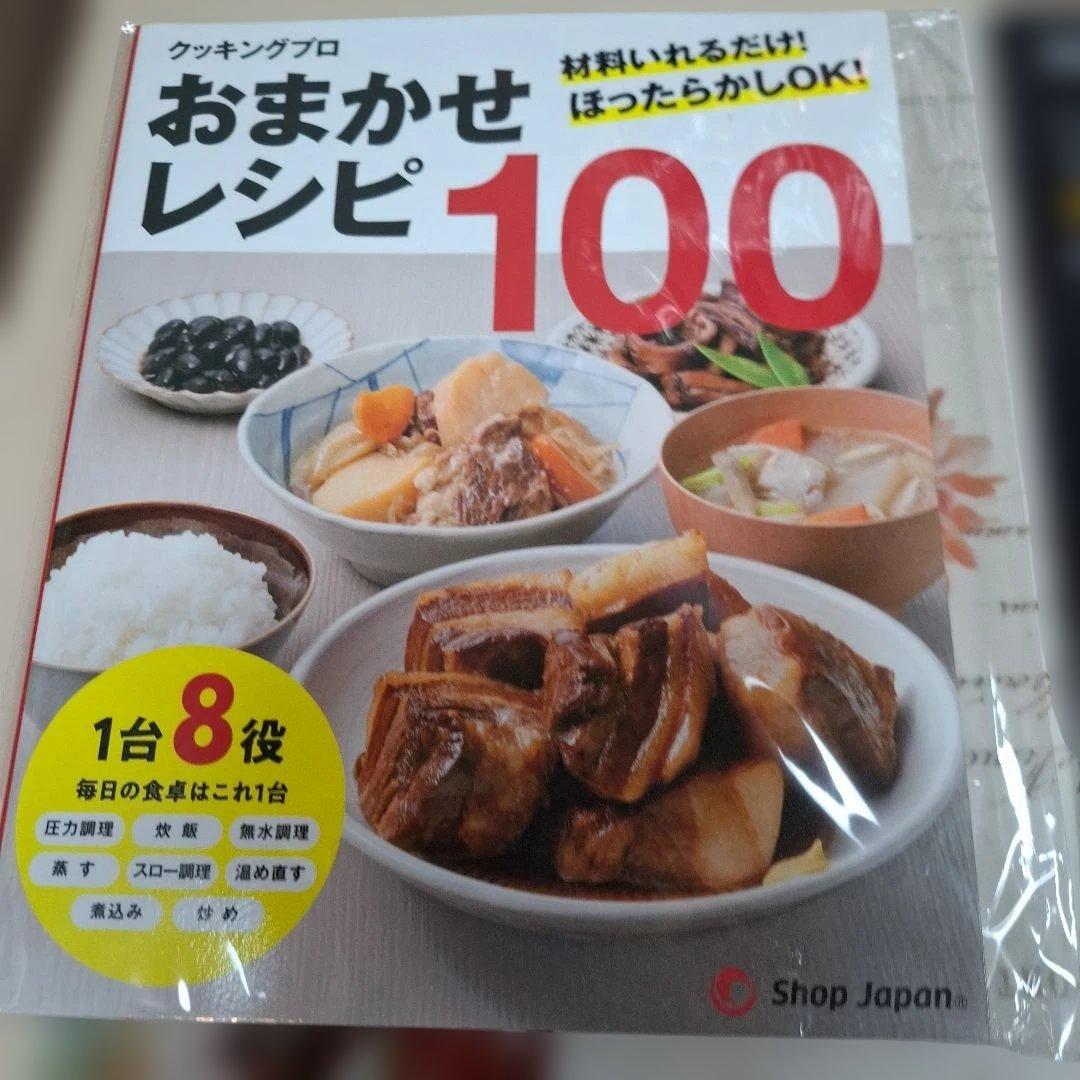 クッキングプロ
おまかせ
レシピ100
材料いれるだけ!
ほったらかしOK!
1台8役
毎日の食卓はこれ1台
圧力調理 炊飯 無水調理
蒸す スロー調理 温め直す
煮込み 炒め
Shop Japan